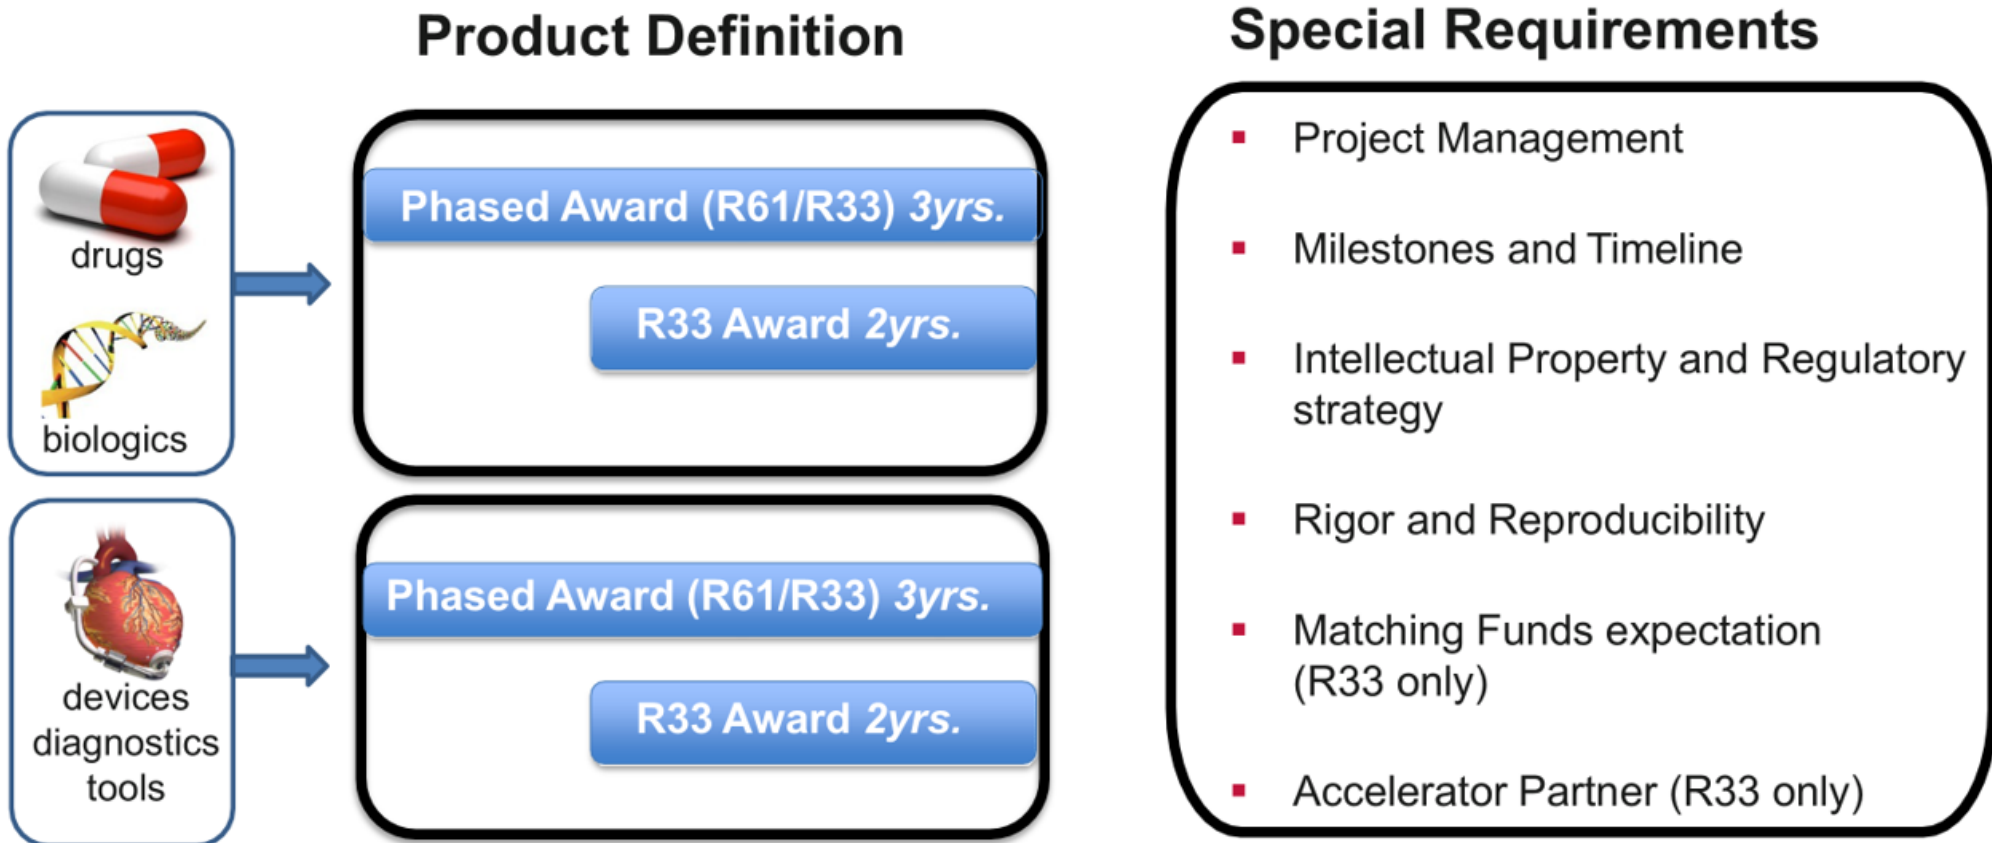 Product Definition
Special Requirements
drugs
biologics
Phased Award (R61/R33) 3yrs.
R33 Award 2yrs.
devices
diagnostics
tools
Phased Award (R61/R33) 3yrs.
R33 Award 2yrs.
▪ Project Management
▪ Milestones and Timeline
▪ Intellectual Property and Regulatory
strategy
▪ Rigor and Reproducibility
▪ Matching Funds expectation
(R33 only)
▪ Accelerator Partner (R33 only)